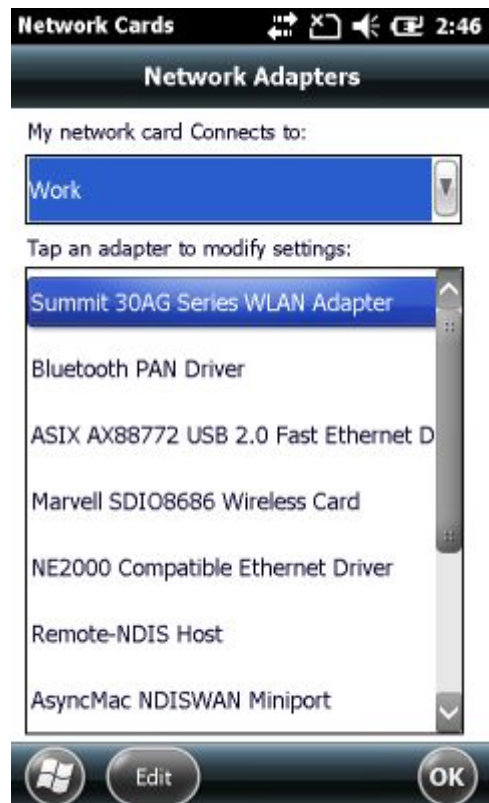 Network Cards 2:46
Network Adapters
My network card Connects to:
Work
Tap an adapter to modify settings:
Summit 30AG Series WLAN Adapter
Bluetooth PAN Driver
ASIX AX88772 USB 2.0 Fast Ethernet D
Marvell SDIO8686 Wireless Card
NE2000 Compatible Ethernet Driver
Remote-NDIS Host
AsyncMac NDISWAN Miniport
Edit OK